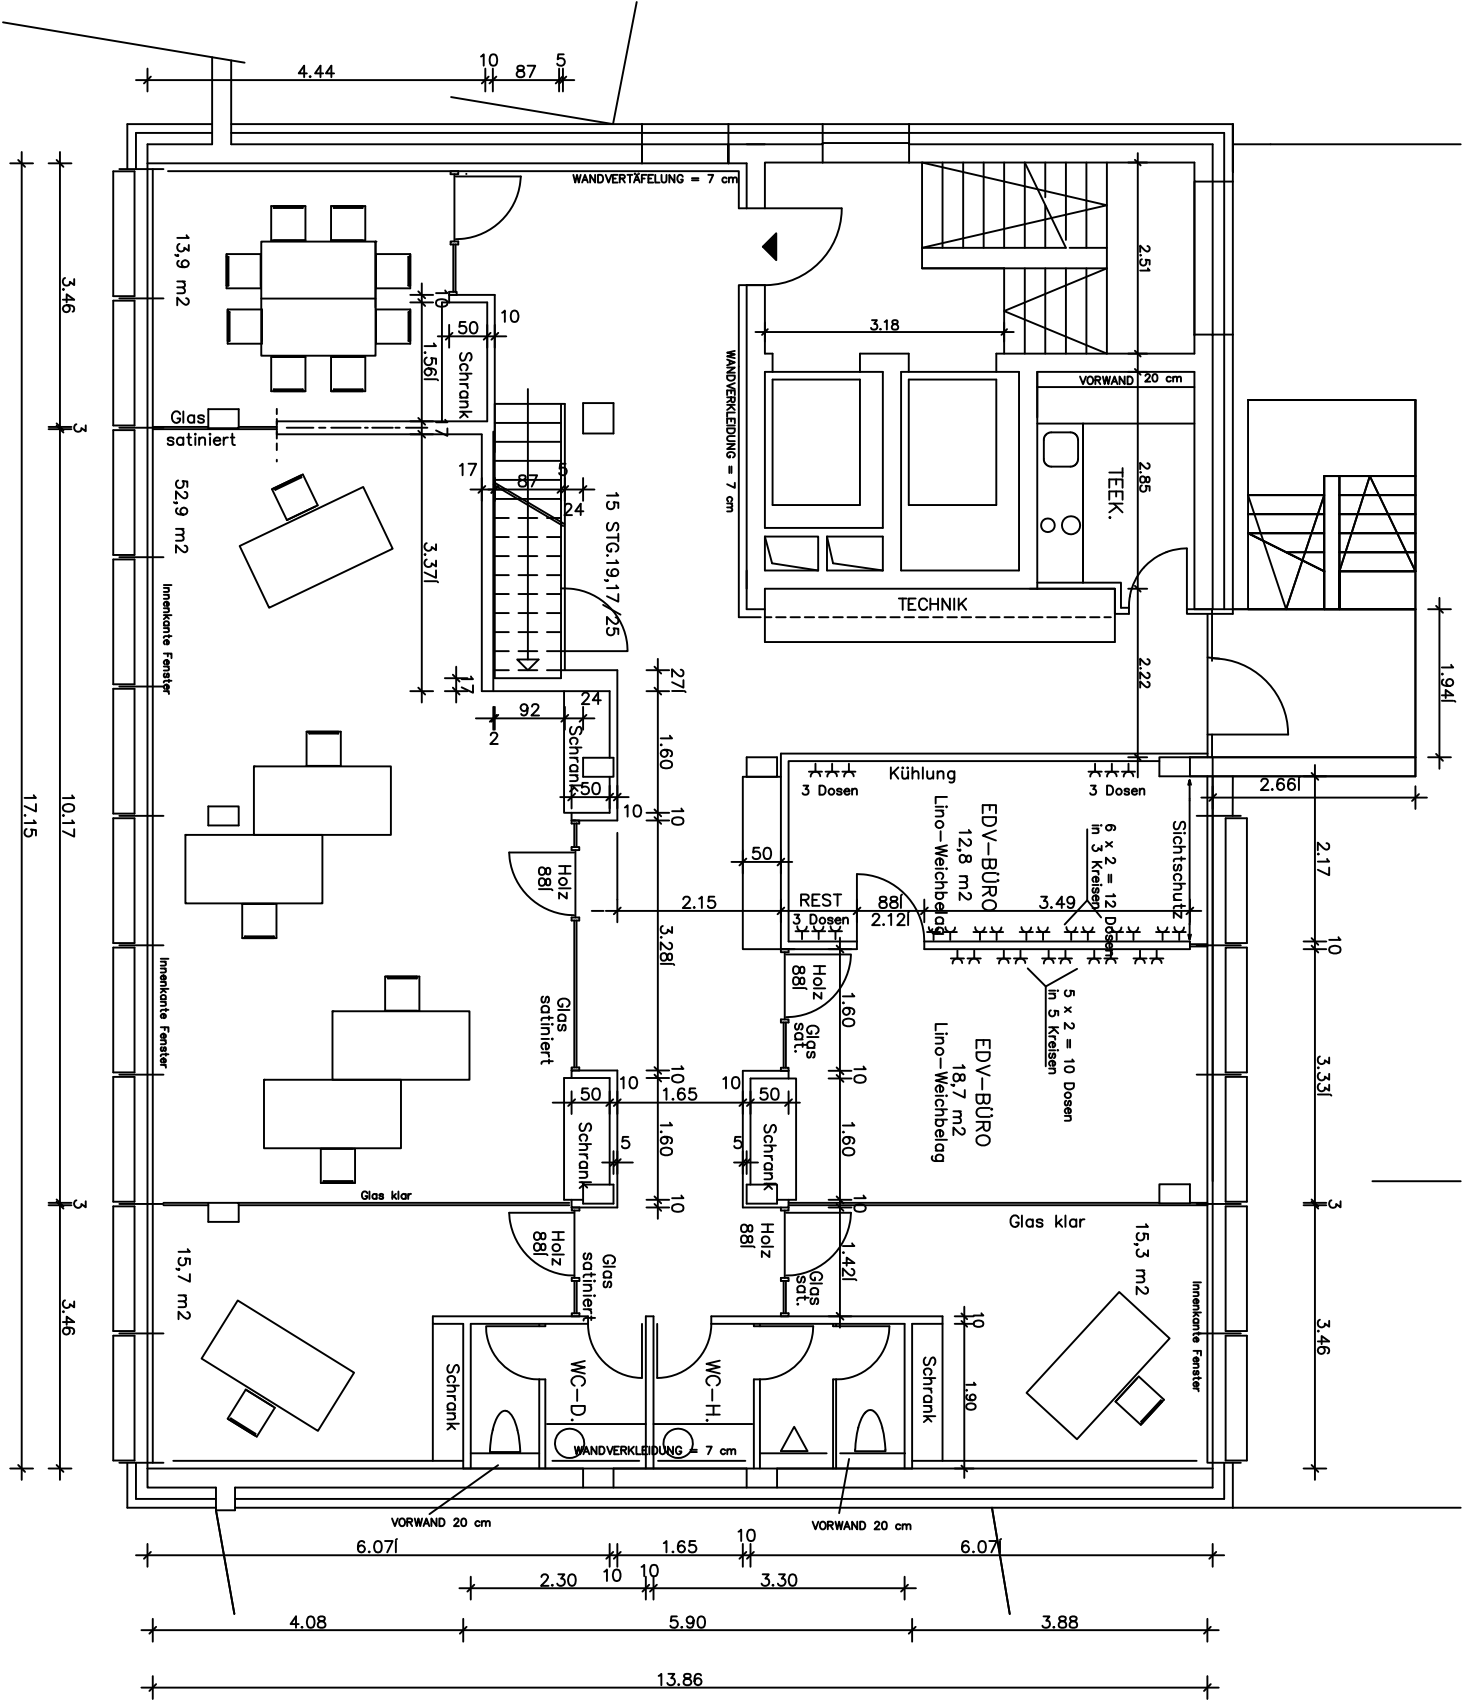 4.44
10
87
5
WANDVERTÄFELUNG = 7 cm
13,9 m2
3.46
10
50
10
1.56⌈
Schrank
17
3.18
2.51
WANDVERKLEIDUNG = 7 cm
VORWAND 20 cm
Glas
satiniert
3
17
87
5
24
15 STG.19,17/25
52,9 m2
3.37⌈
TEEK.
2.85
Innenkante Fenster
TECHNIK
2.22
1.94⌈
17
27⌈
92
24
2
Schrank
50
1.60
10
10
17.15
10.17
3 Dosen
Kühlung
3 Dosen
2.66⌈
EDV-BÜRO
12,8 m2
Lino-Weichbelag
6 x 2 = 12 Dosen
in 3 Kreisen
Sichtschutz
2.17
50
Holz
88⌈
REST
3 Dosen
2.15
88⌈
2.12⌈
3.49
3.28⌈
10
Holz
88⌈
1.60
Glas
satiniert
Glas
sat.
5 x 2 = 10 Dosen
in 5 Kreisen
Innenkante Fenster
EDV-BÜRO
18,7 m2
Lino-Weichbelag
3.33⌈
10
10
50
10
1.65
10
50
Schrank
5
1.60
5
Schrank
1.60
10
10
Glas klar
3
3
Glas klar
15,7 m2
Holz
88⌈
Glas
satiniert
Holz
88⌈
Glas
sat.
1.42⌈
15,3 m2
Innenkante Fenster
3.46
3.46
10
1.90
Schrank
WC-D.
WC-H.
Schrank
WANDVERKLEIDUNG = 7 cm
VORWAND 20 cm
VORWAND 20 cm
6.07⌈
1.65
10
6.07⌈
2.30
10
10
3.30
4.08
5.90
3.88
13.86